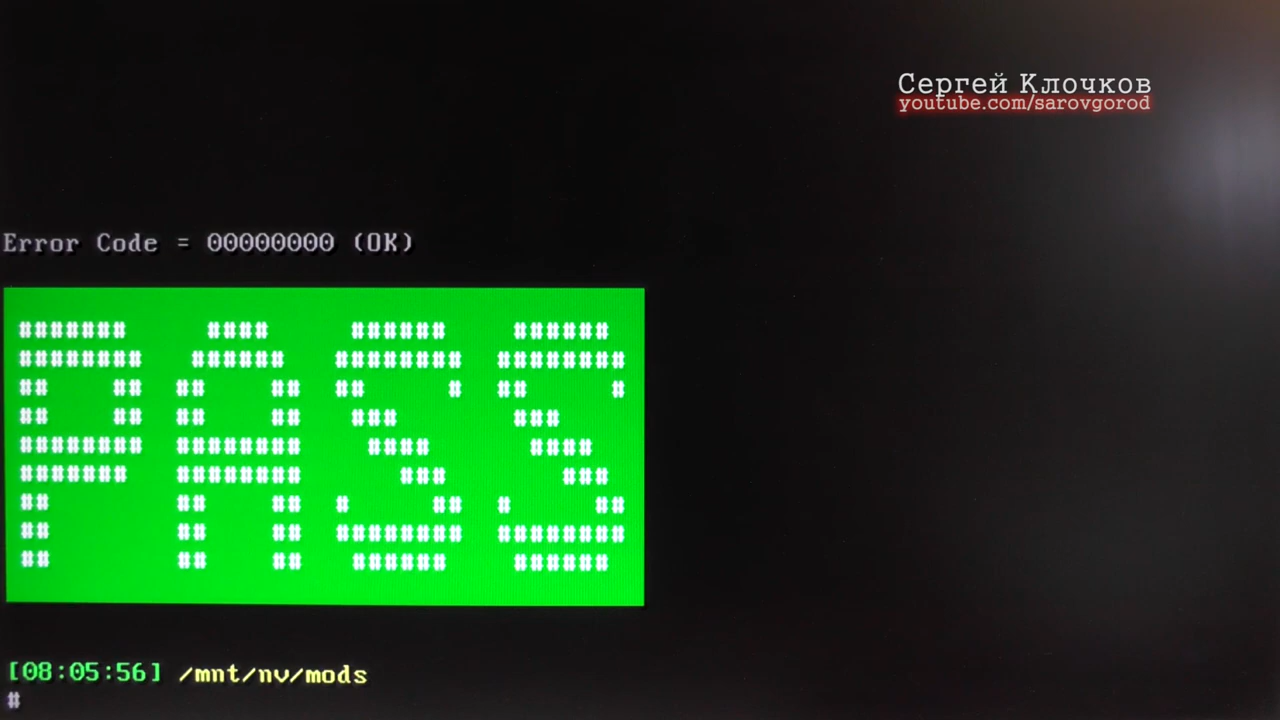 Сергей Клочков
youtube.com/sarovgorod
Error Code = 00000000 (OK)
PASS
[08:05:56] /mnt/nv/mods
#